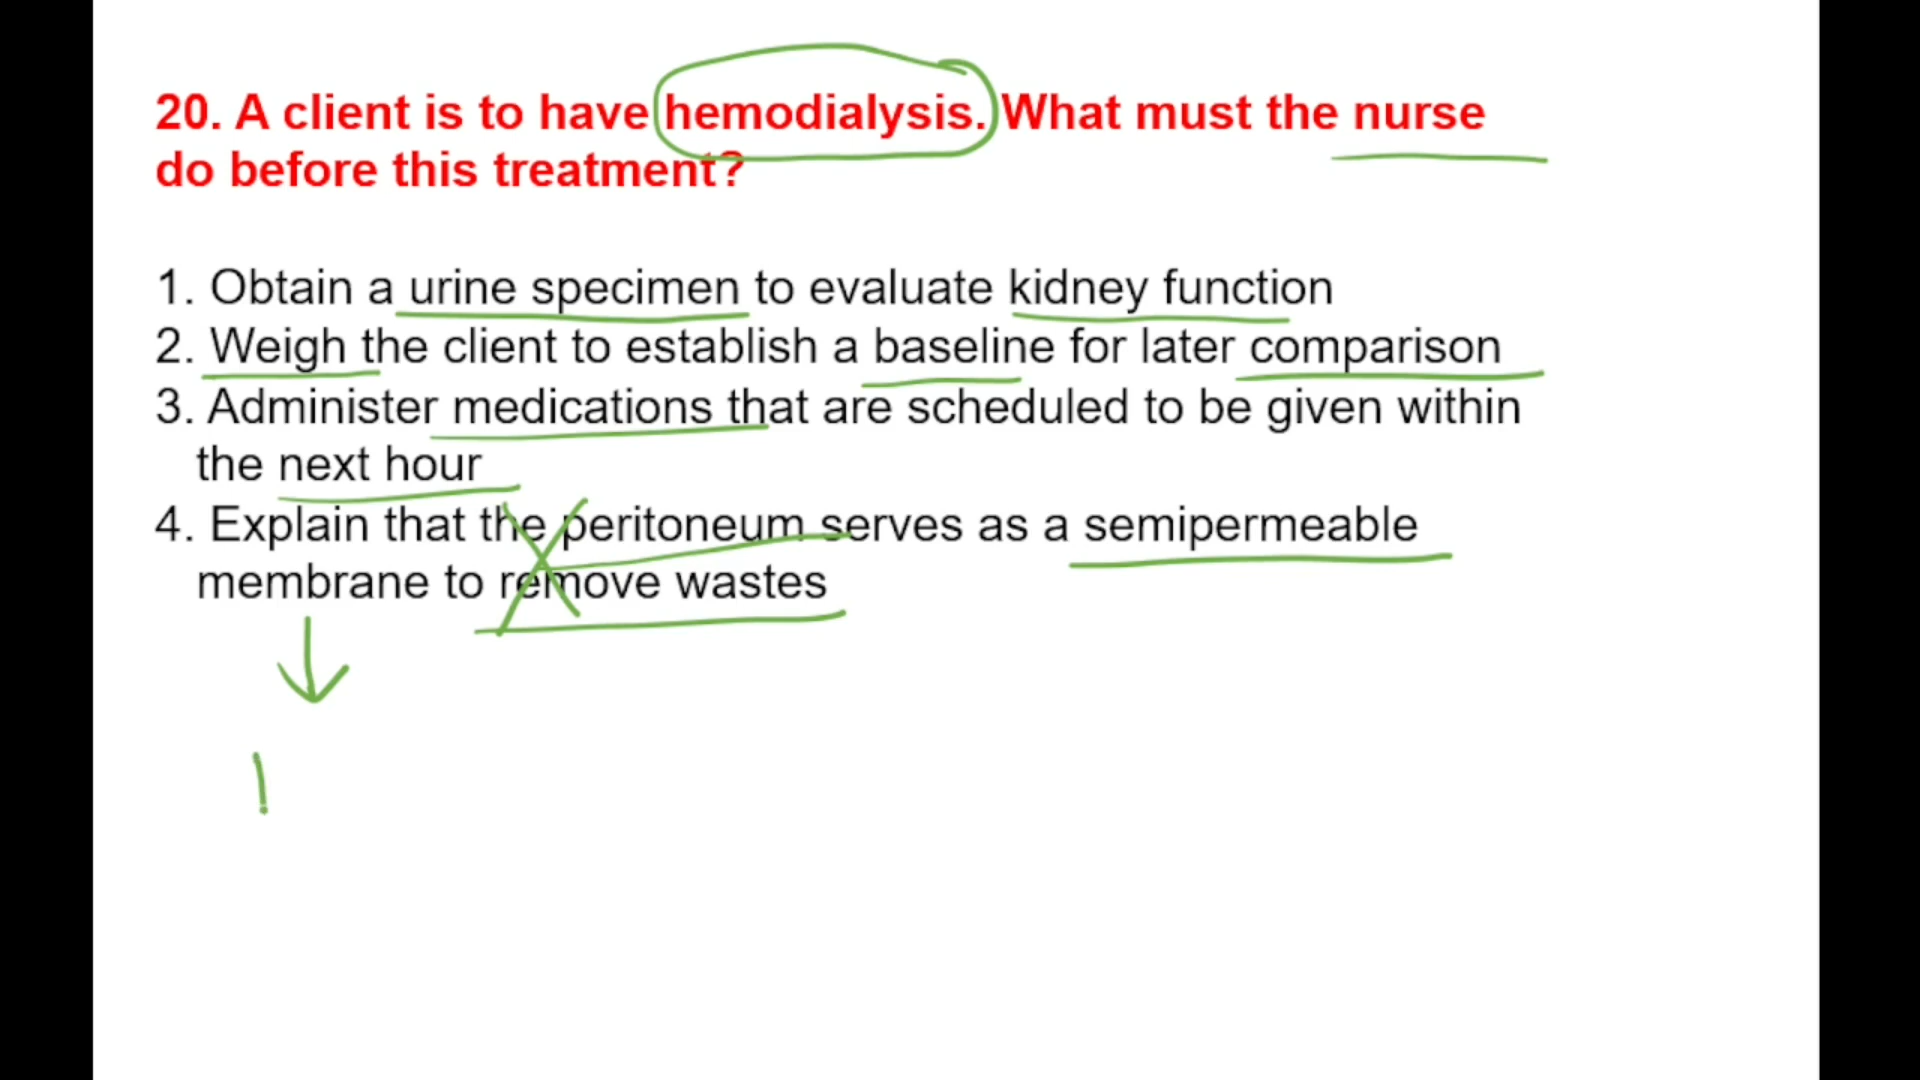 20. A client is to have hemodialysis. What must the nurse
do before this treatment?
1. Obtain a urine specimen to evaluate kidney function
2. Weigh the client to establish a baseline for later comparison
3. Administer medications that are scheduled to be given within
the next hour
4. Explain that the peritoneum serves as a semipermeable
membrane to remove wastes